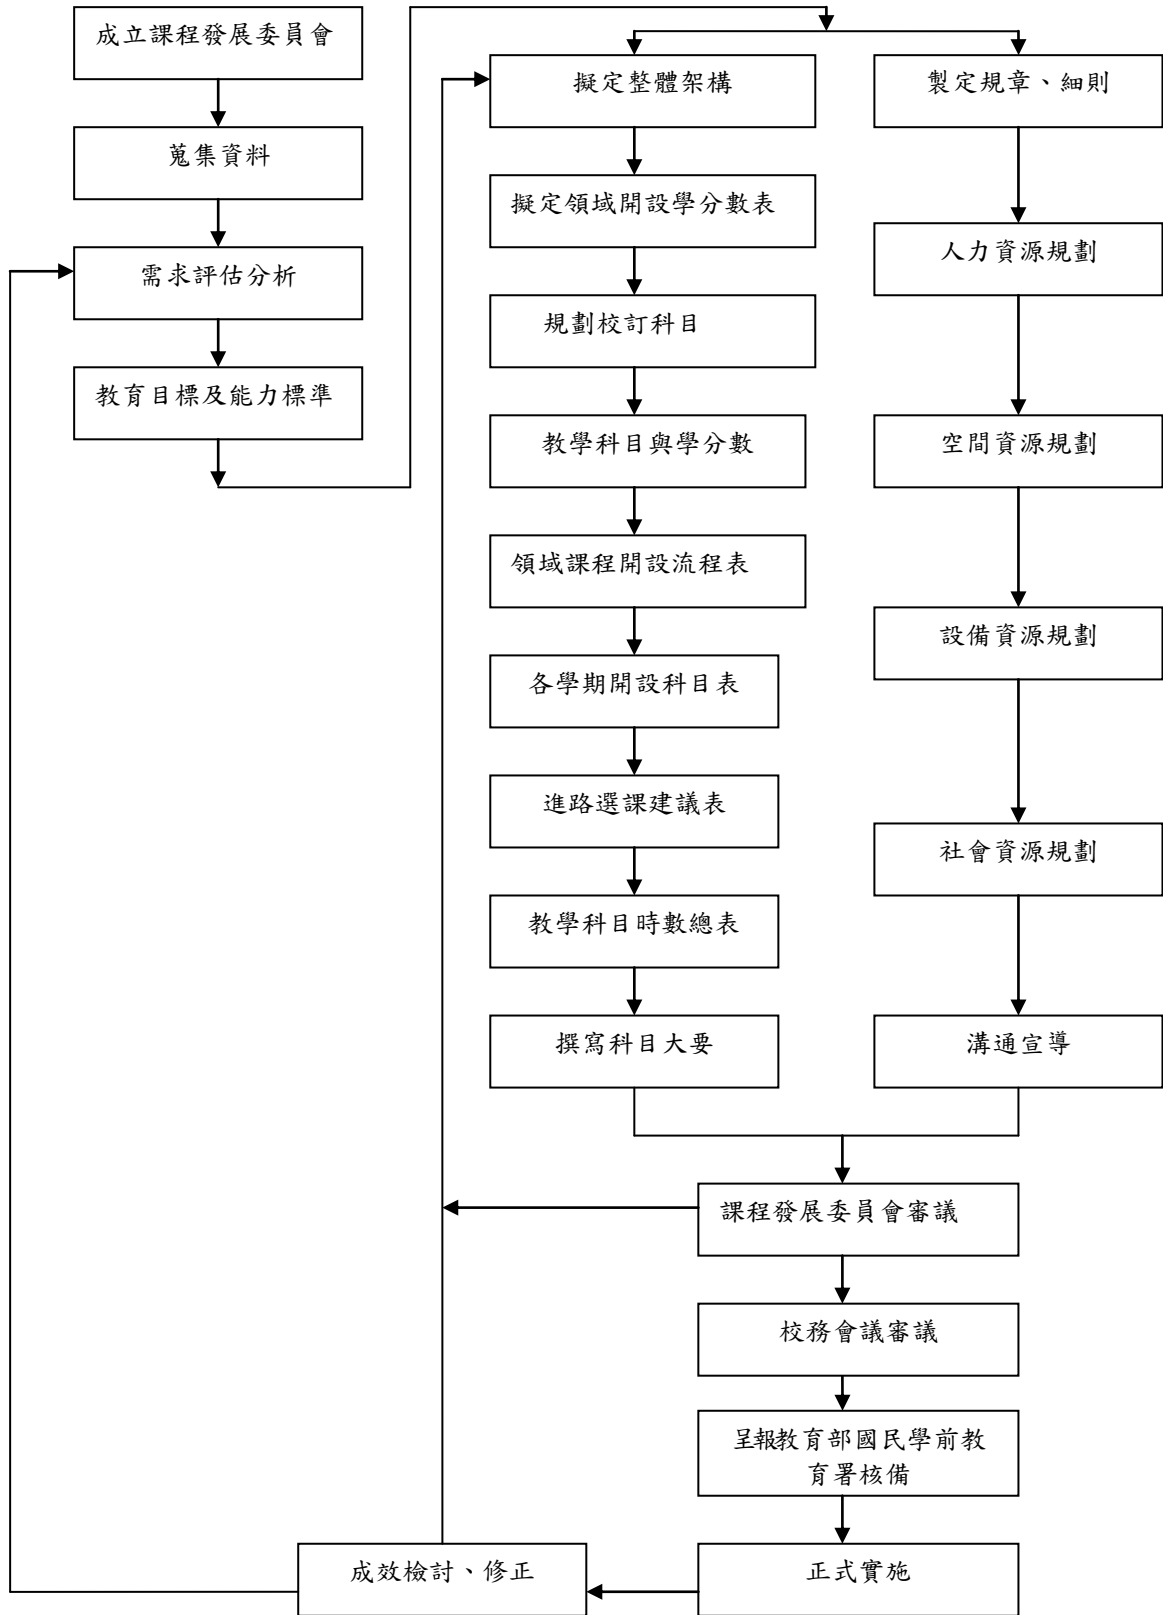 成立課程發展委員會
蒐集資料
需求評估分析
教育目標及能力標準
擬定整體架構
擬定領域開設學分數表
規劃校訂科目
教學科目與學分數
領域課程開設流程表
各學期開設科目表
進路選課建議表
教學科目時數總表
撰寫科目大要
製定規章、細則
人力資源規劃
空間資源規劃
設備資源規劃
社會資源規劃
溝通宣導
課程發展委員會審議
校務會議審議
呈報教育部國民學前教
育署核備
正式實施
成效檢討、修正